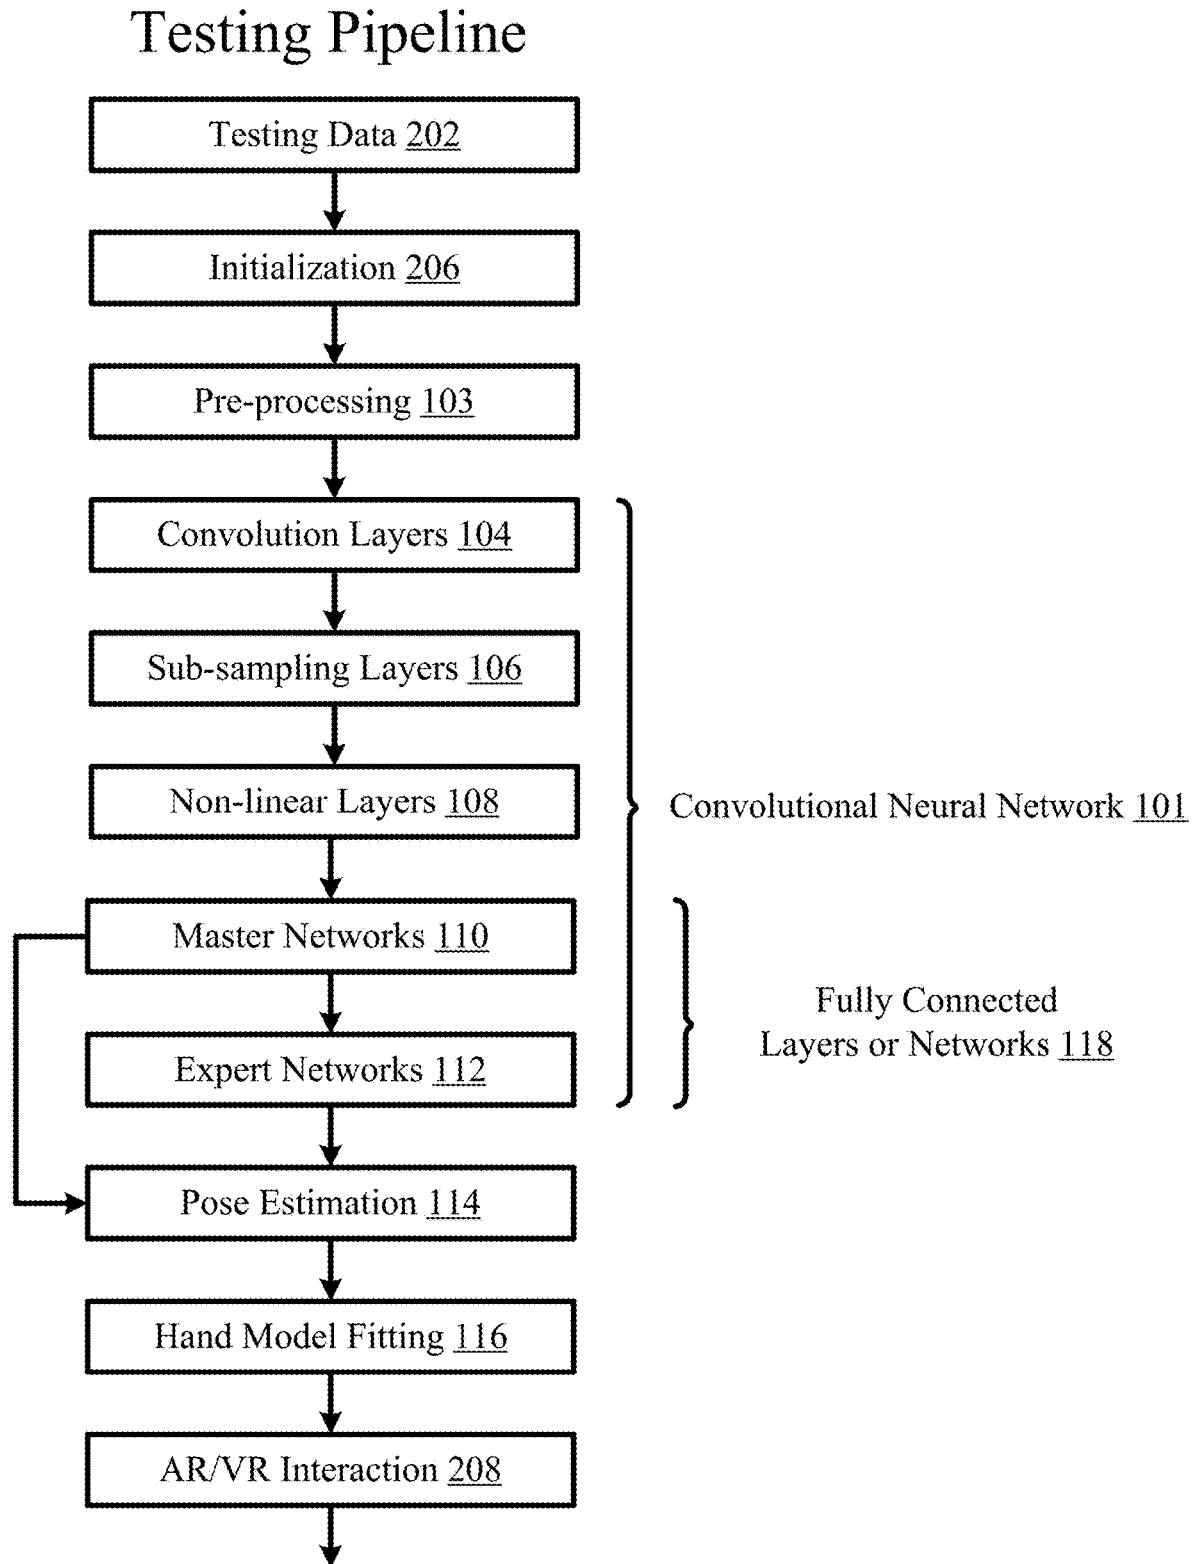 Testing Pipeline
Testing Data 202
Initialization 206
Pre-processing 103
Convolution Layers 104
Sub-sampling Layers 106
Non-linear Layers 108
Convolutional Neural Network 101
Master Networks 110
Fully Connected
Layers or Networks 118
Expert Networks 112
Pose Estimation 114
Hand Model Fitting 116
AR/VR Interaction 208